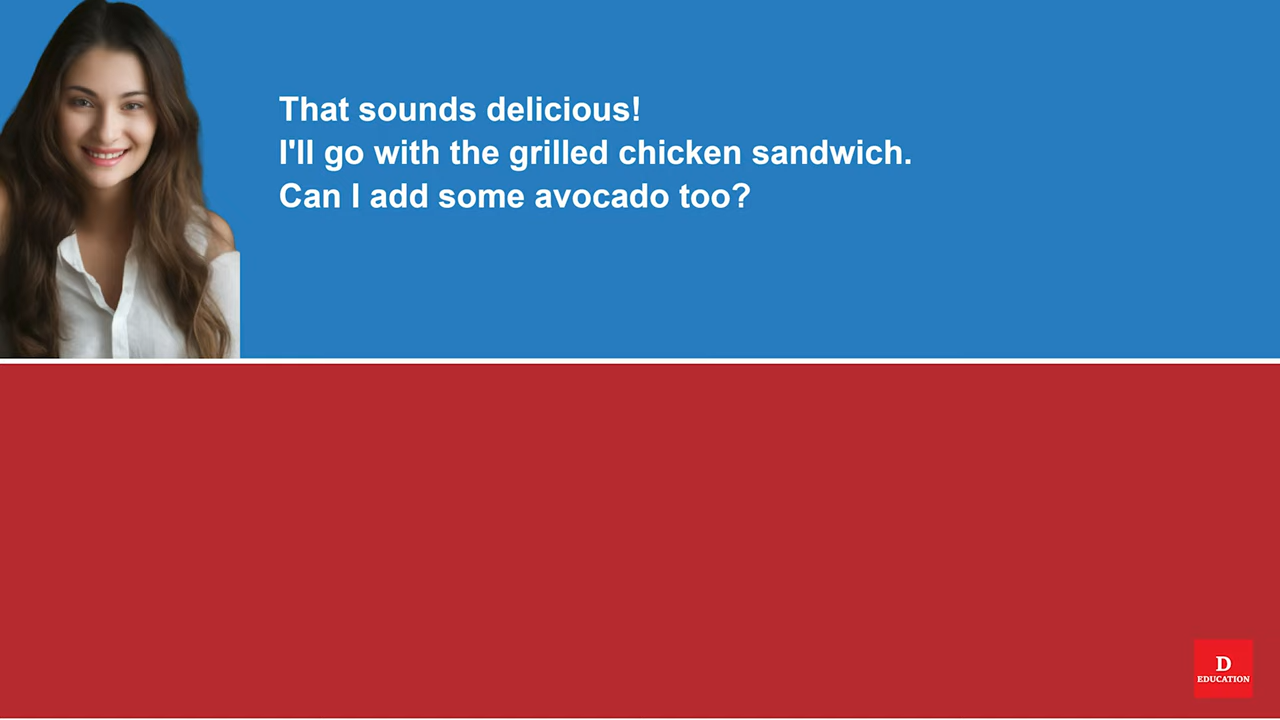 That sounds delicious!
I'll go with the grilled chicken sandwich.
Can I add some avocado too?
D
EDUCATION